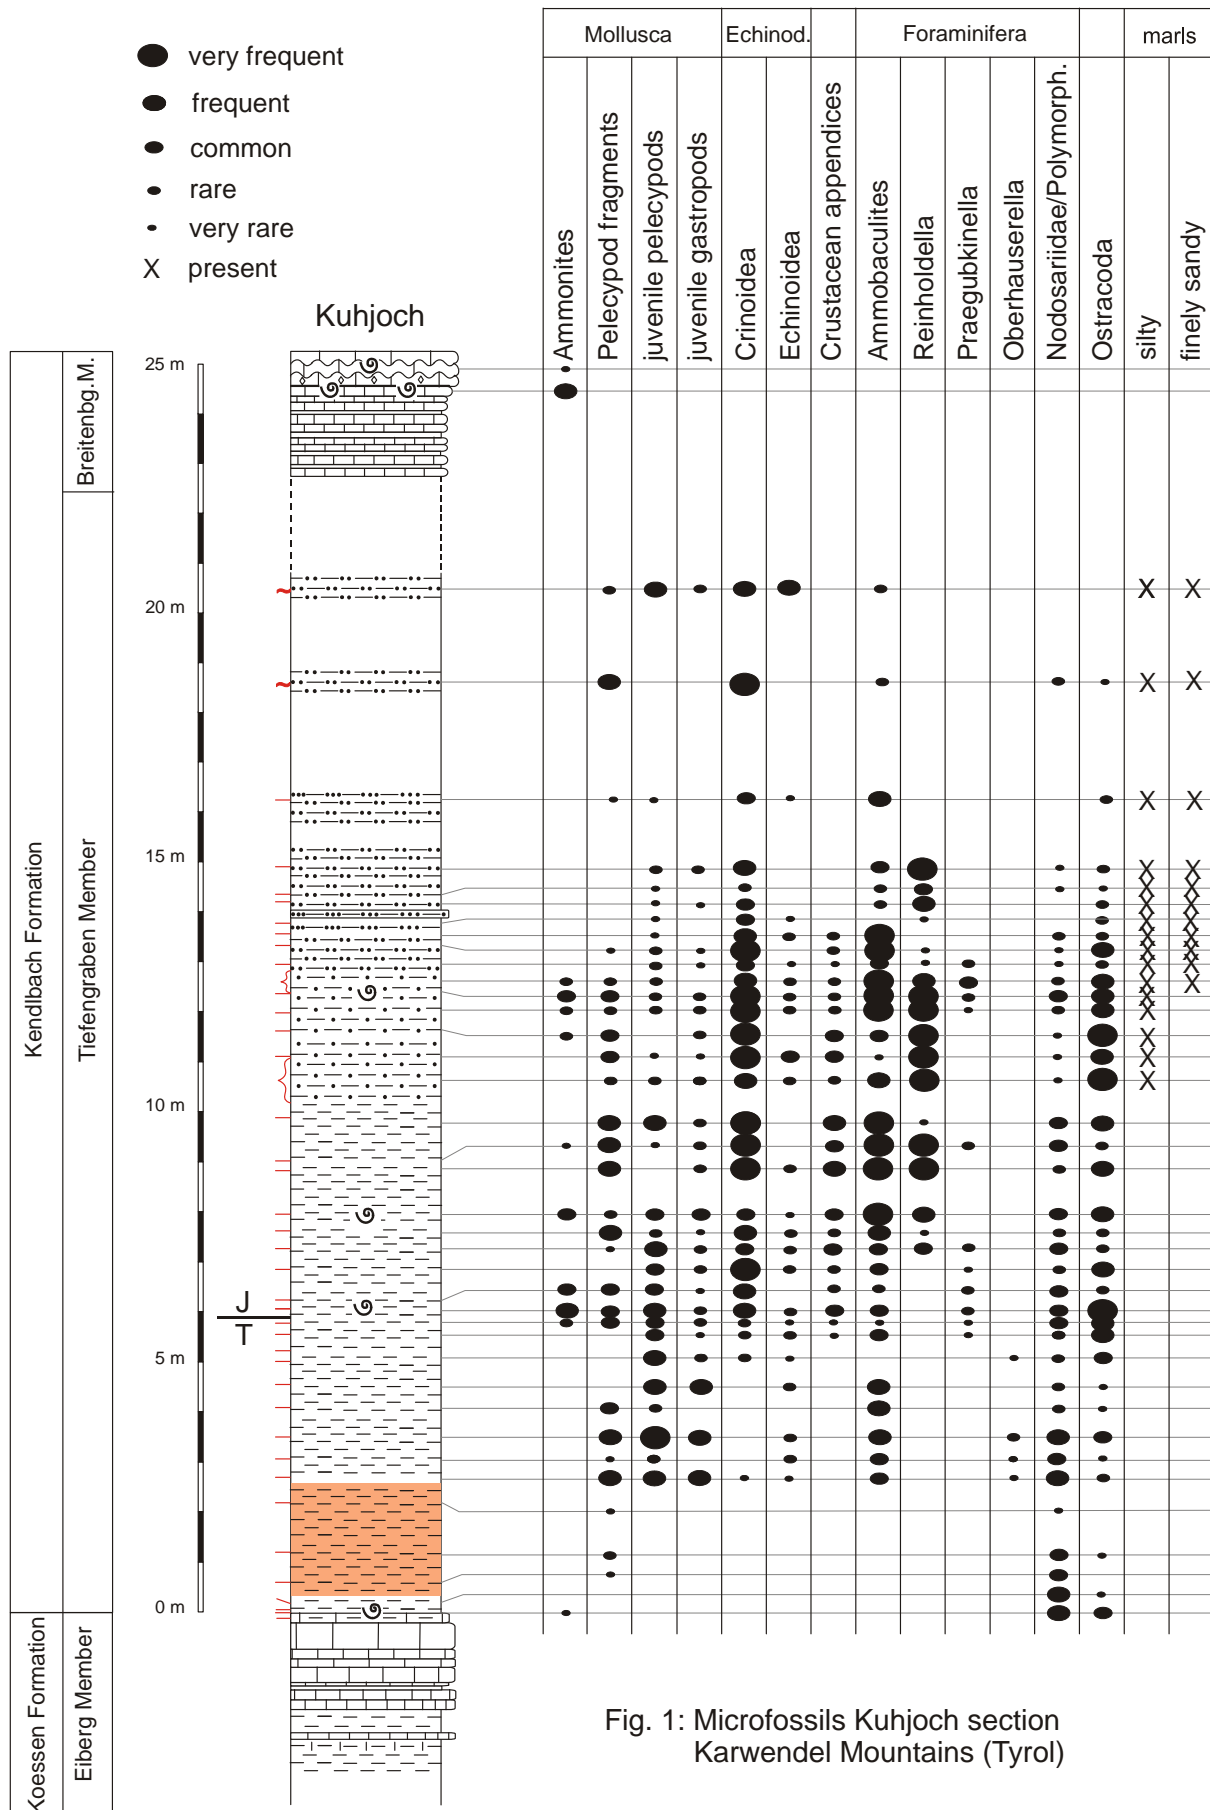 very frequent
frequent
common
rare
very rare
X present
Mollusca
Echinod.
Foraminifera
marls
Ammonites
Pelecypod fragments
juvenile pelecypods
juvenile gastropods
Crinoidea
Echinoidea
Crustacean appendices
Ammobaculites
Reinholdella
Praegubkinella
Oberhauserella
Nodosariidae/Polymorph.
Ostracoda
silty
finely sandy
Kuhjoch
Kendlbach Formation
Breitenbg.M.
Tiefengraben Member
Koessen Formation
Eiberg Member
25 m
20 m
15 m
10 m
5 m
0 m
J
T
X X
X X
X X
X X
X X
X X
X X
X X
X X
X X
X X
X
X
X
X
X
Fig. 1: Microfossils Kuhjoch section
Karwendel Mountains (Tyrol)